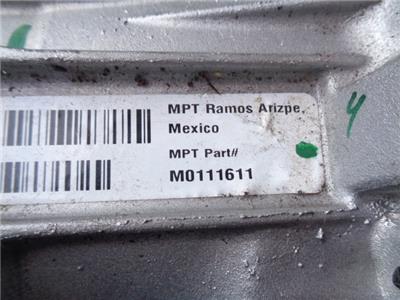 MPT Ramos Arizpe,
Mexico
MPT Part#
M0111611
4